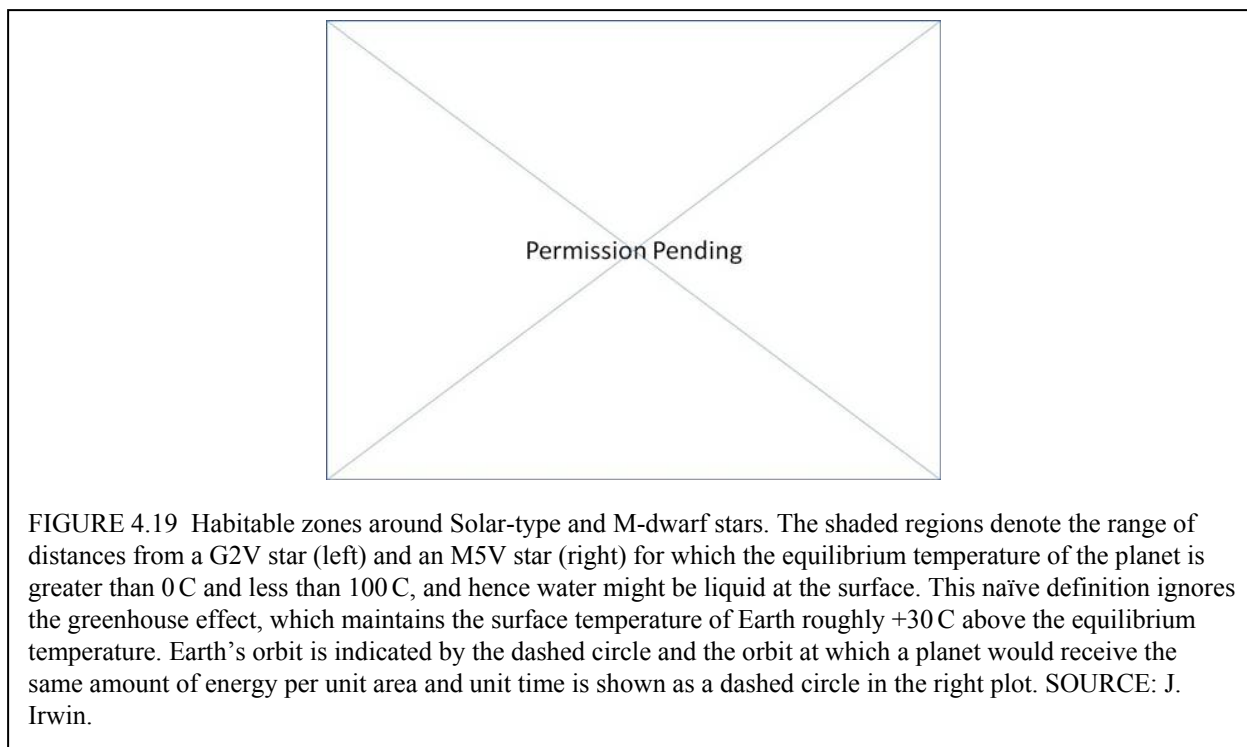 Permission Pending
FIGURE 4.19 Habitable zones around Solar-type and M-dwarf stars. The shaded regions denote the range of
distances from a G2V star (left) and an M5V star (right) for which the equilibrium temperature of the planet is
greater than 0 C and less than 100 C, and hence water might be liquid at the surface. This naïve definition ignores
the greenhouse effect, which maintains the surface temperature of Earth roughly +30 C above the equilibrium
temperature. Earth’s orbit is indicated by the dashed circle and the orbit at which a planet would receive the
same amount of energy per unit area and unit time is shown as a dashed circle in the right plot. SOURCE: J.
Irwin.